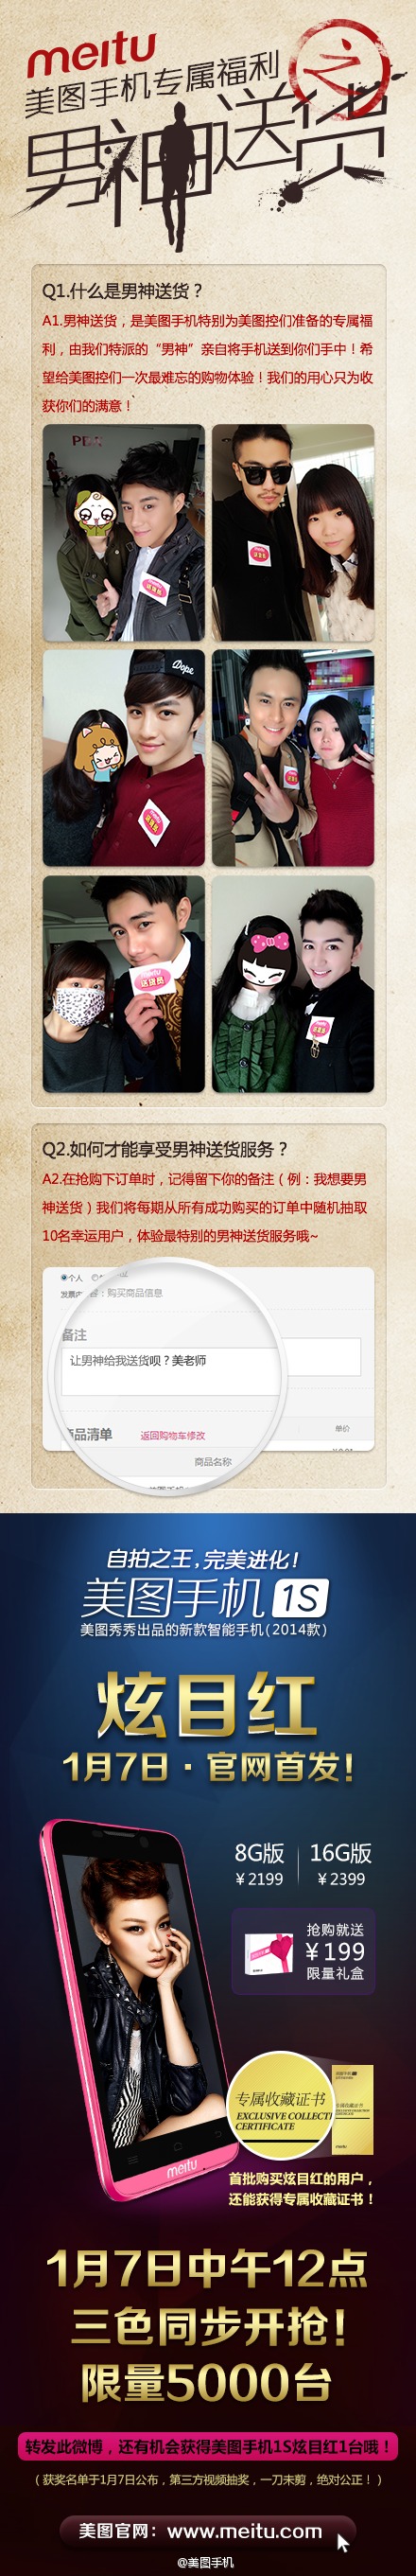 meitu
美图手机专属福利
之
男神送货
Q1.什么是男神送货？
A1.男神送货，是美图手机特别为美图控们准备的专属福
利，由我们特派的“男神”亲自将手机送到你们手中！希
望给美图控们一次最难忘的购物体验！我们的用心只为收
获你们的满意！
Dope
meitu
送货员
Q2.如何才能享受男神送货服务？
A2.在抢购下订单时，记得留下你的备注（例：我想要男
神送货）我们将每期从所有成功购买的订单中随机抽取
10名幸运用户，体验最特别的男神送货服务哦~
个人
：购买商品信息
备注
让男神给我送货呗？美老师
品清单
返回购物车修改
单价
商品名称
自拍之王，完美进化！
美图手机 1S
美图秀秀出品的新款智能手机(2014款)
炫目红
1月7日·官网首发！
8G版 16G版
￥2199 ￥2399
抢购就送
￥199
限量礼盒
专属收藏证书
EXCLUSIVE COLLECTI
CERTIFICATE
meitu
meitu
首批购买炫目红的用户，
还能获得专属收藏证书！
1月7日中午12点
三色同步开抢！
限量5000台
转发此微博，还有机会获得美图手机1S炫目红1台哦！
（获奖名单于1月7日公布，第三方视频抽奖，一刀未剪，绝对公正！）
美图官网：www.meitu.com
@美图手机